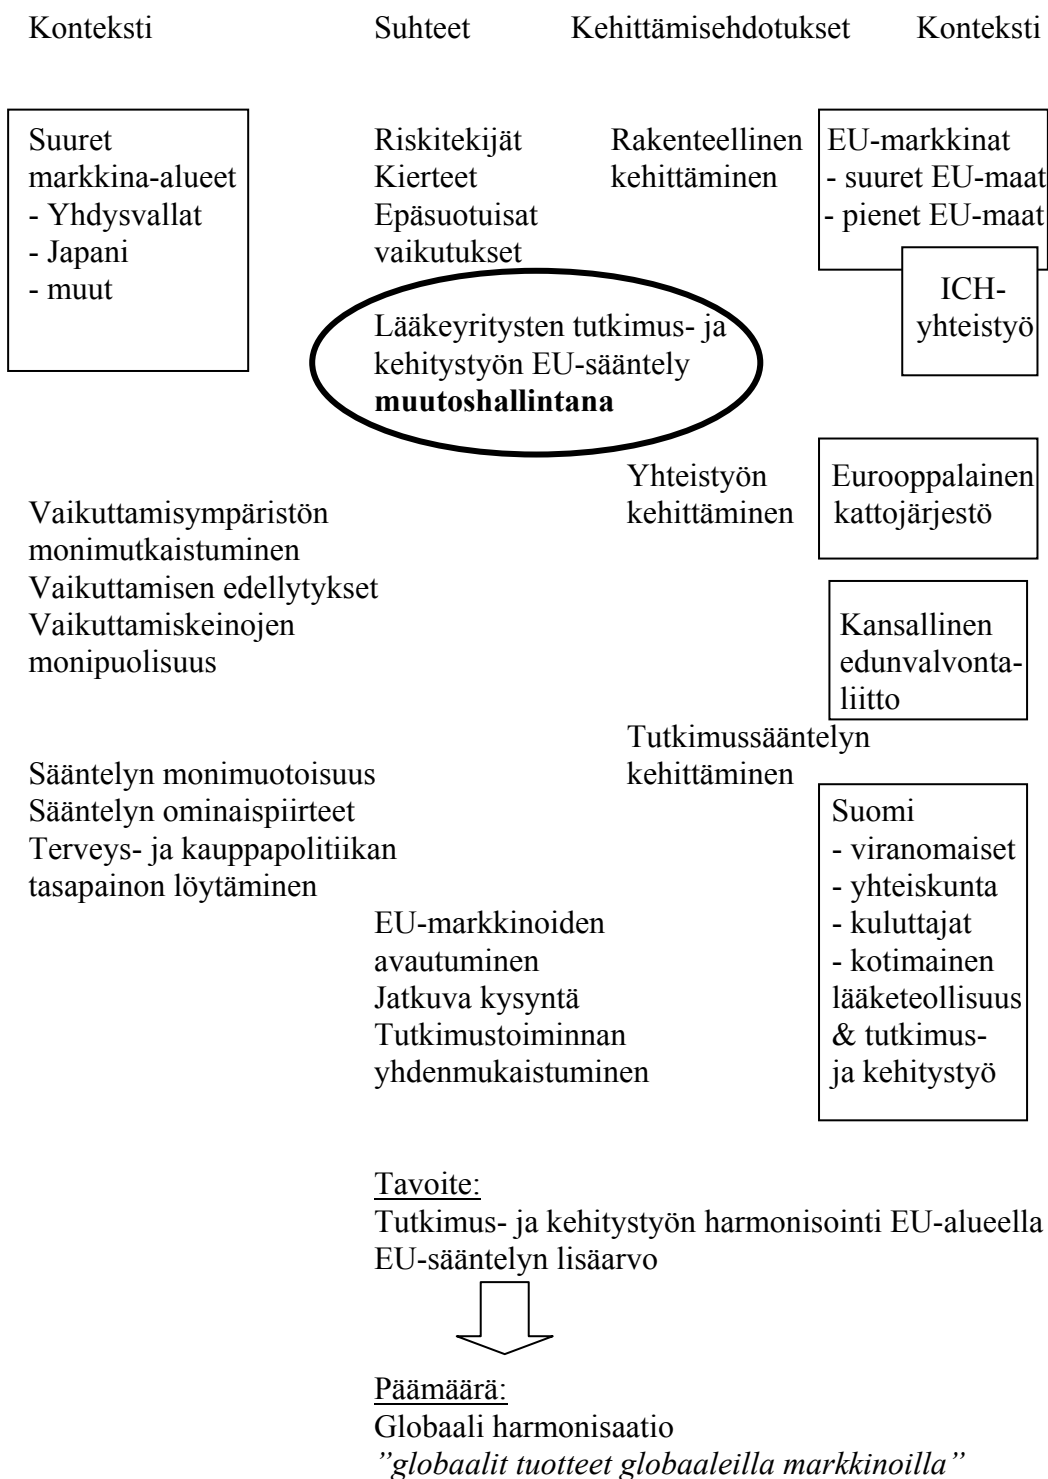 Konteksti
Suhteet
Kehittämisehdotukset
Konteksti
Suuret
markkina-alueet
- Yhdysvallat
- Japani
- muut
Riskitekijät
Kierteet
Epäsuotuisat
vaikutukset
Rakenteellinen
kehittäminen
EU-markkinat
- suuret EU-maat
- pienet EU-maat
ICH-
yhteistyö
Lääkeyritysten tutkimus- ja
kehitystyön EU-sääntely
muutoshallintana
Yhteistyön
kehittäminen
Eurooppalainen
kattojärjestö
Vaikuttamisympäristön
monimutkaistuminen
Vaikuttamisen edellytykset
Vaikuttamiskeinojen
monipuolisuus
Kansallinen
edunvalvonta-
liitto
Tutkimussääntelyn
kehittäminen
Sääntelyn monimuotoisuus
Sääntelyn ominaispiirteet
Terveys- ja kauppapolitiikan
tasapainon löytäminen
Suomi
- viranomaiset
- yhteiskunta
- kuluttajat
- kotimainen
lääketeollisuus
& tutkimus-
ja kehitystyö
EU-markkinoiden
avautuminen
Jatkuva kysyntä
Tutkimustoiminnan
yhdenmukaistuminen
Tavoite:
Tutkimus- ja kehitystyön harmonisointi EU-alueella
EU-sääntelyn lisäarvo
Päämäärä:
Globaali harmonisaatio
”globaalit tuotteet globaaleilla markkinoilla”